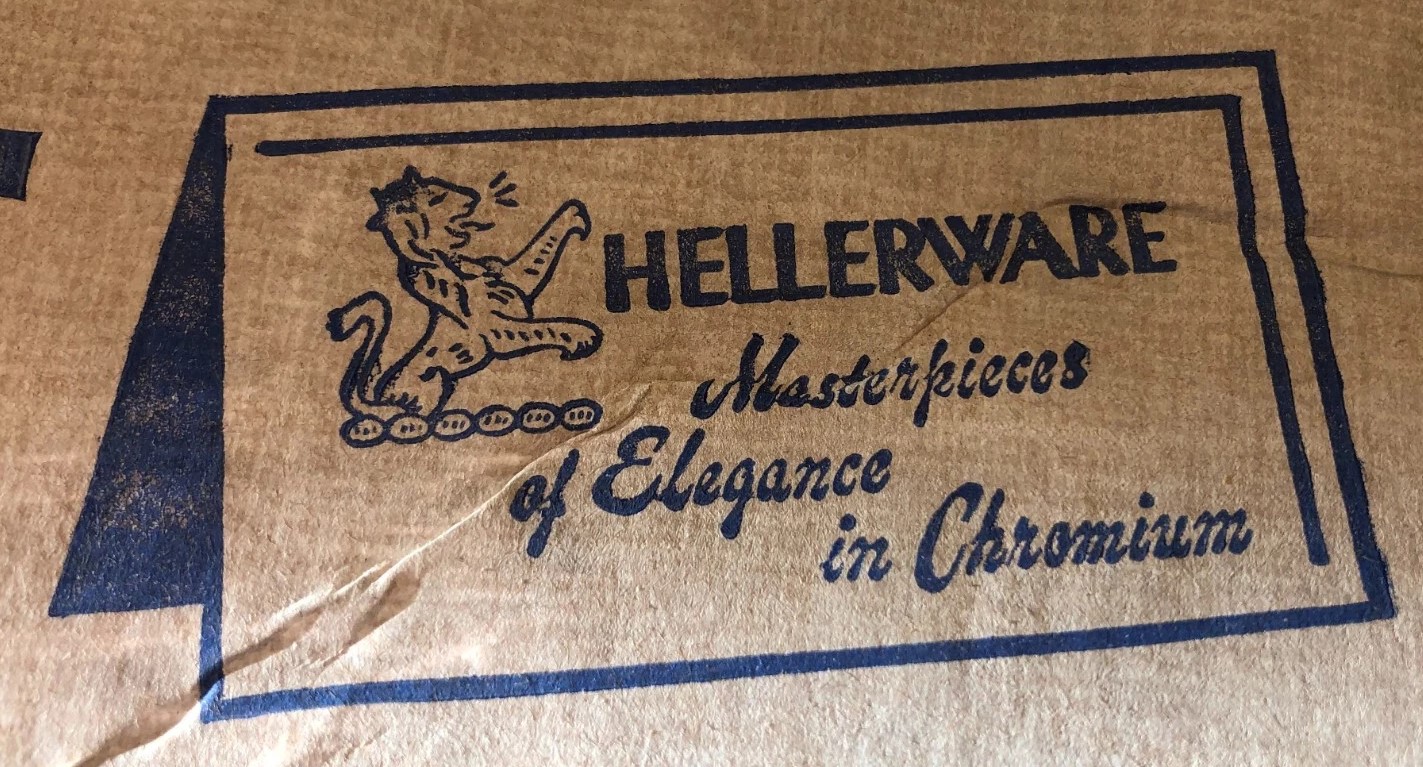 HELLERWARE
Masterpieces
of Elegance
in Chromium